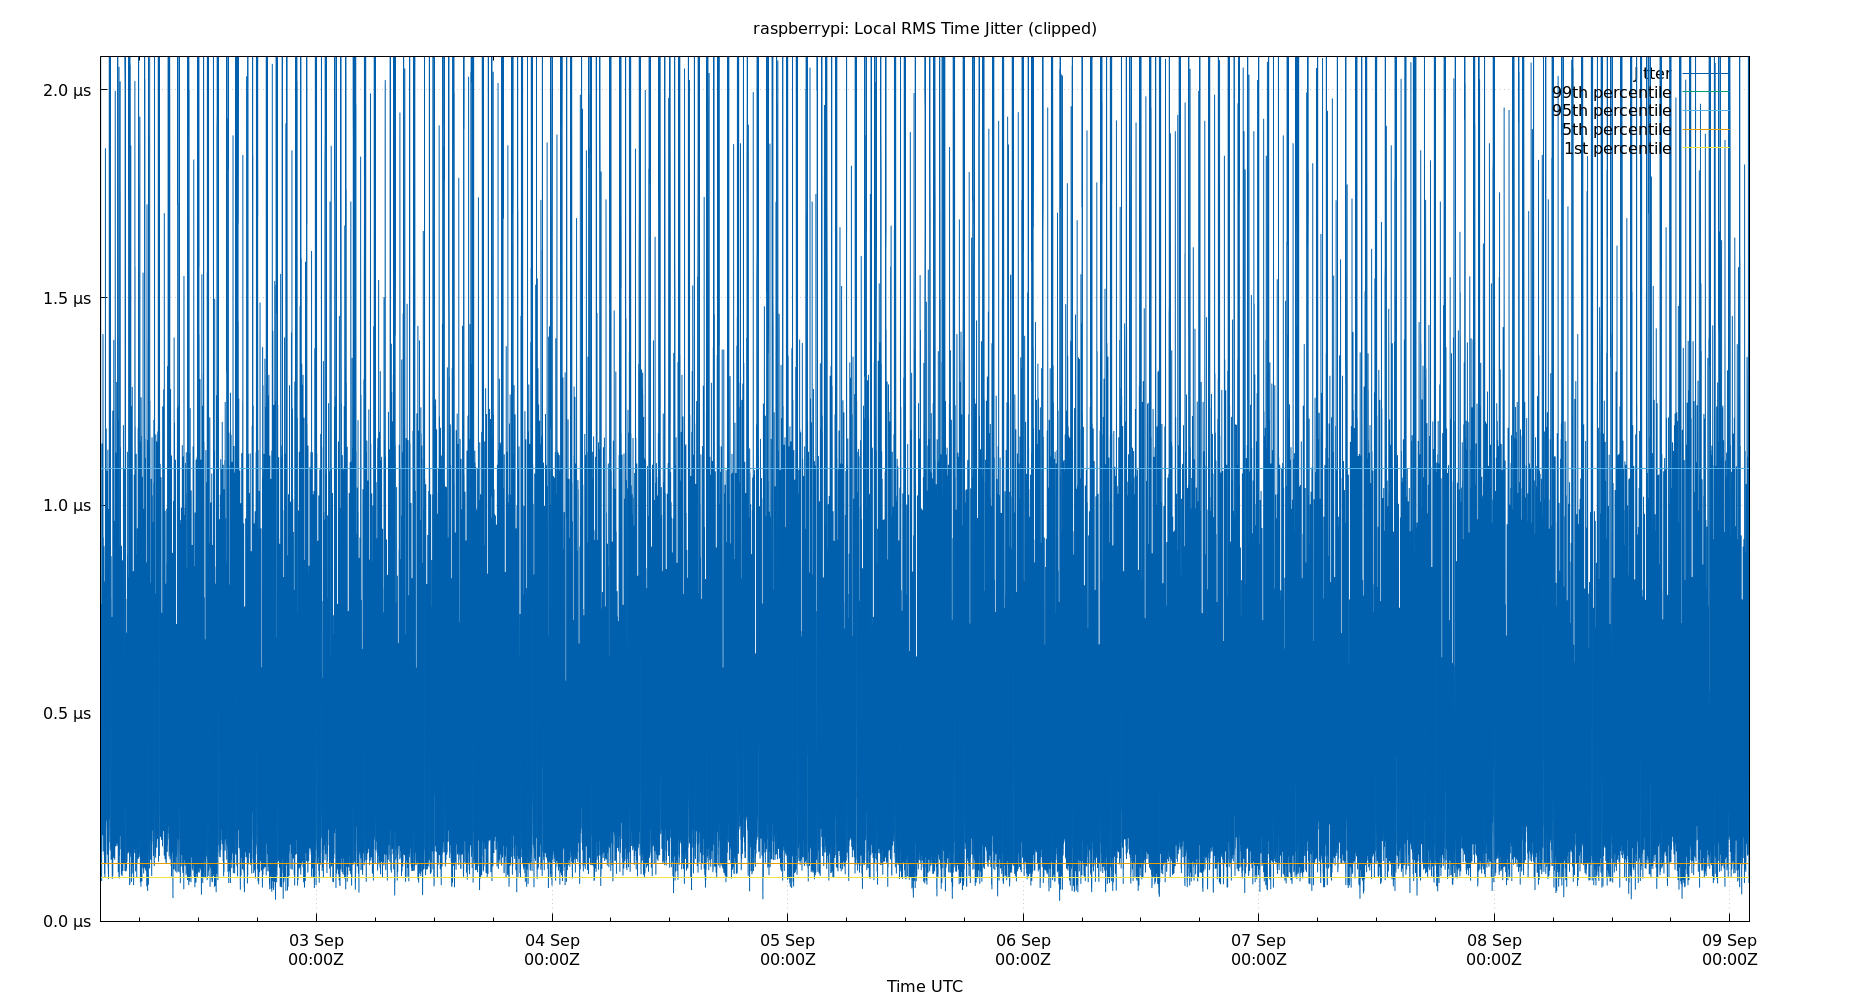 raspberrypi: Local RMS Time Jitter (clipped)
2.0 µs
1.5 µs
1.0 µs
0.5 µs
0.0 µs
jitter
99th percentile
95th percentile
5th percentile
1st percentile
03 Sep
00:00Z
04 Sep
00:00Z
05 Sep
00:00Z
06 Sep
00:00Z
07 Sep
00:00Z
08 Sep
00:00Z
09 Sep
00:00Z
Time UTC